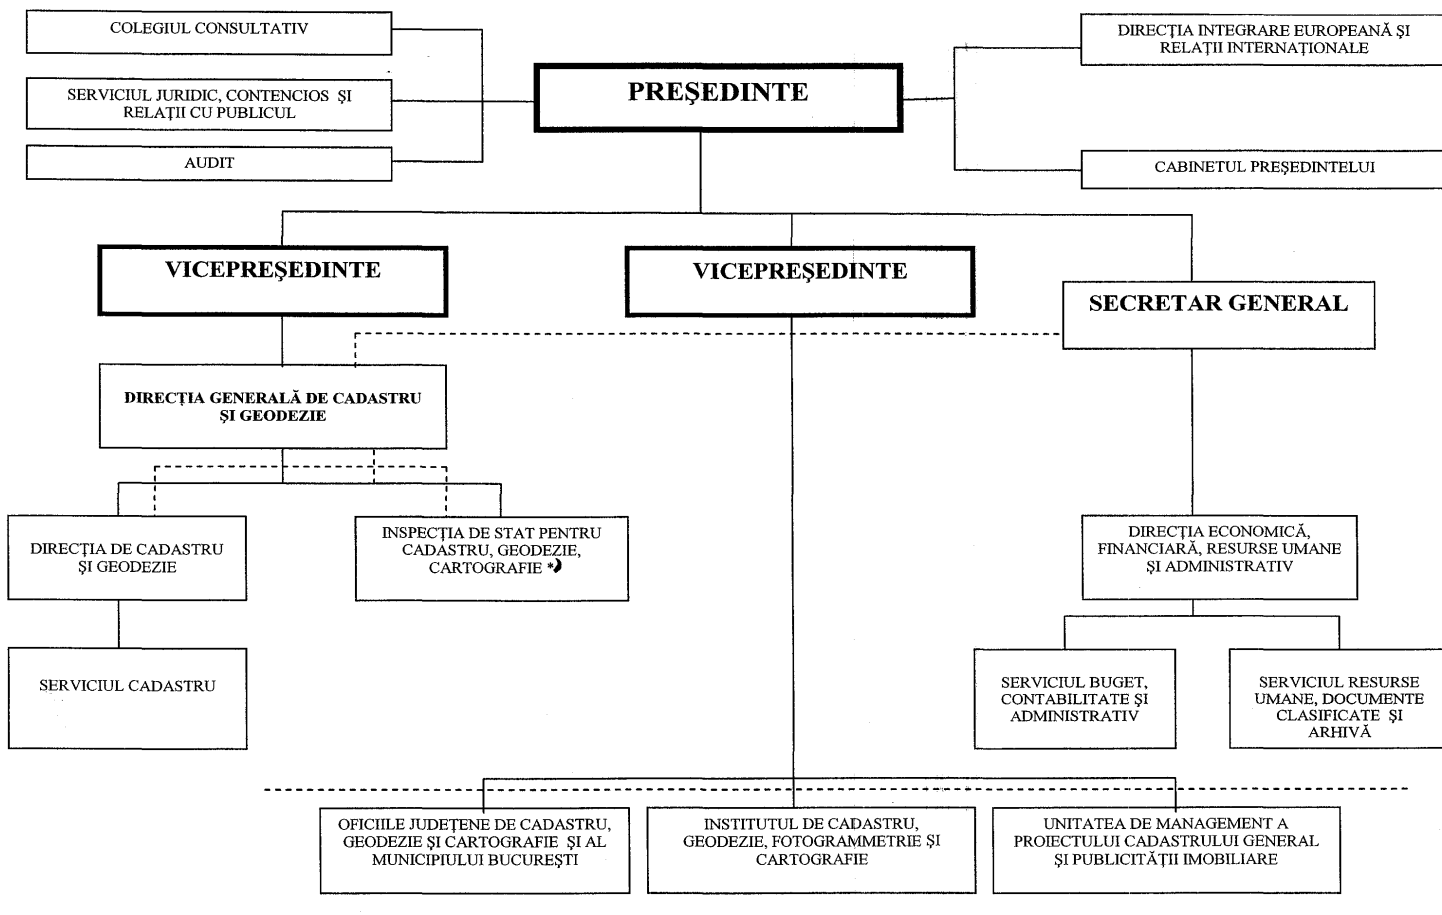 COLEGIUL CONSULTATIV
SERVICIUL JURIDIC, CONTENCIOS ŞI
RELAŢII CU PUBLICUL
AUDIT
PREŞEDINTE
DIRECŢIA INTEGRARE EUROPEANĂ ŞI
RELAŢII INTERNAŢIONALE
CABINETUL PREŞEDINTELUI
VICEPREŞEDINTE
VICEPREŞEDINTE
SECRETAR GENERAL
DIRECŢIA GENERALĂ DE CADASTRU
ŞI GEODEZIE
DIRECŢIA DE CADASTRU
ŞI GEODEZIE
INSPECŢIA DE STAT PENTRU
CADASTRU, GEODEZIE,
CARTOGRAFIE *)
DIRECŢIA ECONOMICĂ,
FINANCIARĂ, RESURSE UMANE
ŞI ADMINISTRATIV
SERVICIUL CADASTRU
SERVICIUL BUGET,
CONTABILITATE ŞI
ADMINISTRATIV
SERVICIUL RESURSE
UMANE, DOCUMENTE
CLASIFICATE ŞI
ARHIVĂ
OFICIILE JUDEŢENE DE CADASTRU,
GEODEZIE ŞI CARTOGRAFIE ŞI AL
MUNICIPIULUI BUCUREŞTI
INSTITUTUL DE CADASTRU,
GEODEZIE, FOTOGRAMMETRIE ŞI
CARTOGRAFIE
UNITATEA DE MANAGEMENT A
PROIECTULUI CADASTRULUI GENERAL
ŞI PUBLICITĂŢII IMOBILIARE